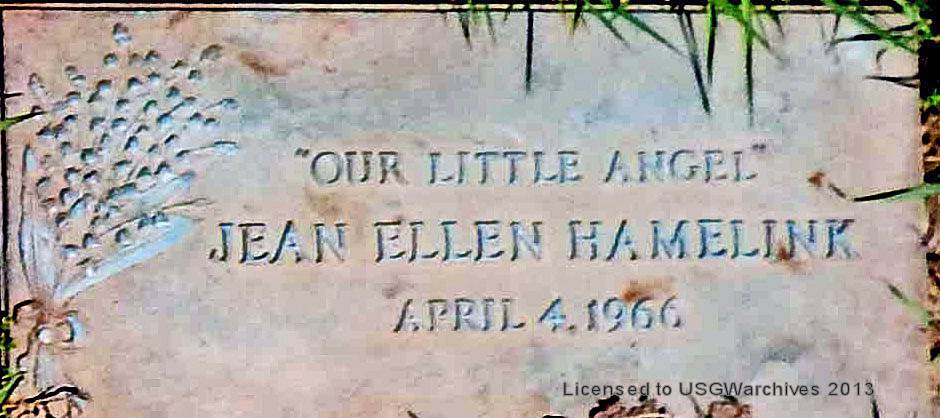 "OUR LITTLE ANGEL"
JEAN ELLEN HAMELINK
APRIL 4, 1966
Licensed to USGWarchives 2013